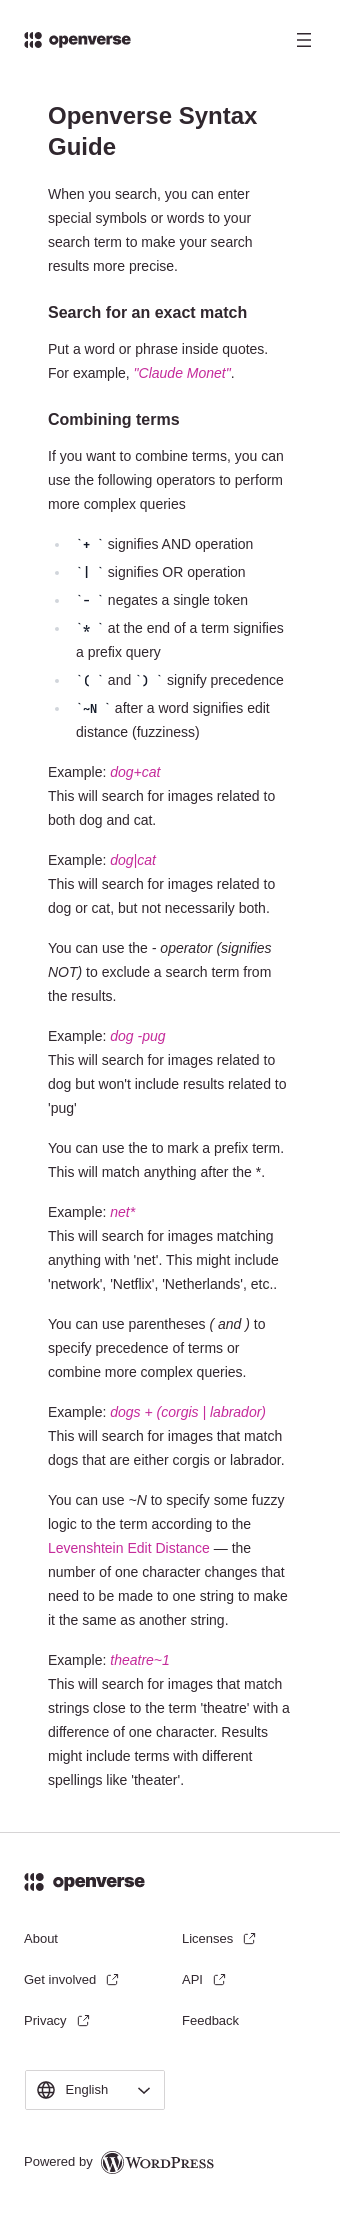 openverse
Openverse Syntax
Guide
When you search, you can enter
special symbols or words to your
search term to make your search
results more precise.
Search for an exact match
Put a word or phrase inside quotes.
For example, "Claude Monet".
Combining terms
If you want to combine terms, you can
use the following operators to perform
more complex queries
`+ ` signifies AND operation
`| ` signifies OR operation
`- ` negates a single token
`* ` at the end of a term signifies
a prefix query
`( ` and `) ` signify precedence
`~N ` after a word signifies edit
distance (fuzziness)
Example: dog+cat
This will search for images related to
both dog and cat.
Example: dog|cat
This will search for images related to
dog or cat, but not necessarily both.
You can use the - operator (signifies
NOT) to exclude a search term from
the results.
Example: dog -pug
This will search for images related to
dog but won't include results related to
'pug'
You can use the to mark a prefix term.
This will match anything after the *.
Example: net*
This will search for images matching
anything with 'net'. This might include
'network', 'Netflix', 'Netherlands', etc..
You can use parentheses ( and ) to
specify precedence of terms or
combine more complex queries.
Example: dogs + (corgis | labrador)
This will search for images that match
dogs that are either corgis or labrador.
You can use ~N to specify some fuzzy
logic to the term according to the
Levenshtein Edit Distance — the
number of one character changes that
need to be made to one string to make
it the same as another string.
Example: theatre~1
This will search for images that match
strings close to the term 'theatre' with a
difference of one character. Results
might include terms with different
spellings like 'theater'.
openverse
About
Licenses
Get involved
API
Privacy
Feedback
English
Powered by WORDPRESS